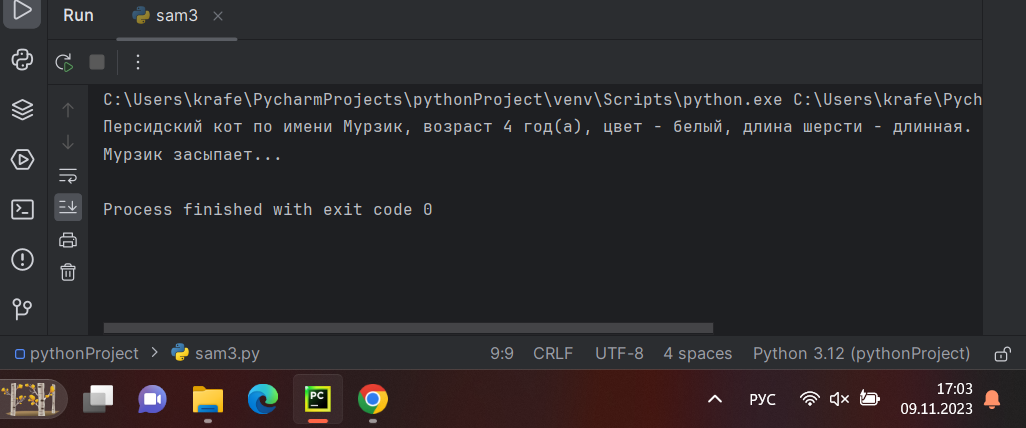 Run sam3
C:\Users\krafe\PycharmProjects\pythonProject\venv\Scripts\python.exe C:\Users\krafe\Pych
Персидский кот по имени Мурзик, возраст 4 год(а), цвет - белый, длина шерсти - длинная.
Мурзик засыпает...
Process finished with exit code 0
pythonProject > sam3.py 9:9 CRLF UTF-8 4 spaces Python 3.12 (pythonProject)
PC РУС 17:03
09.11.2023